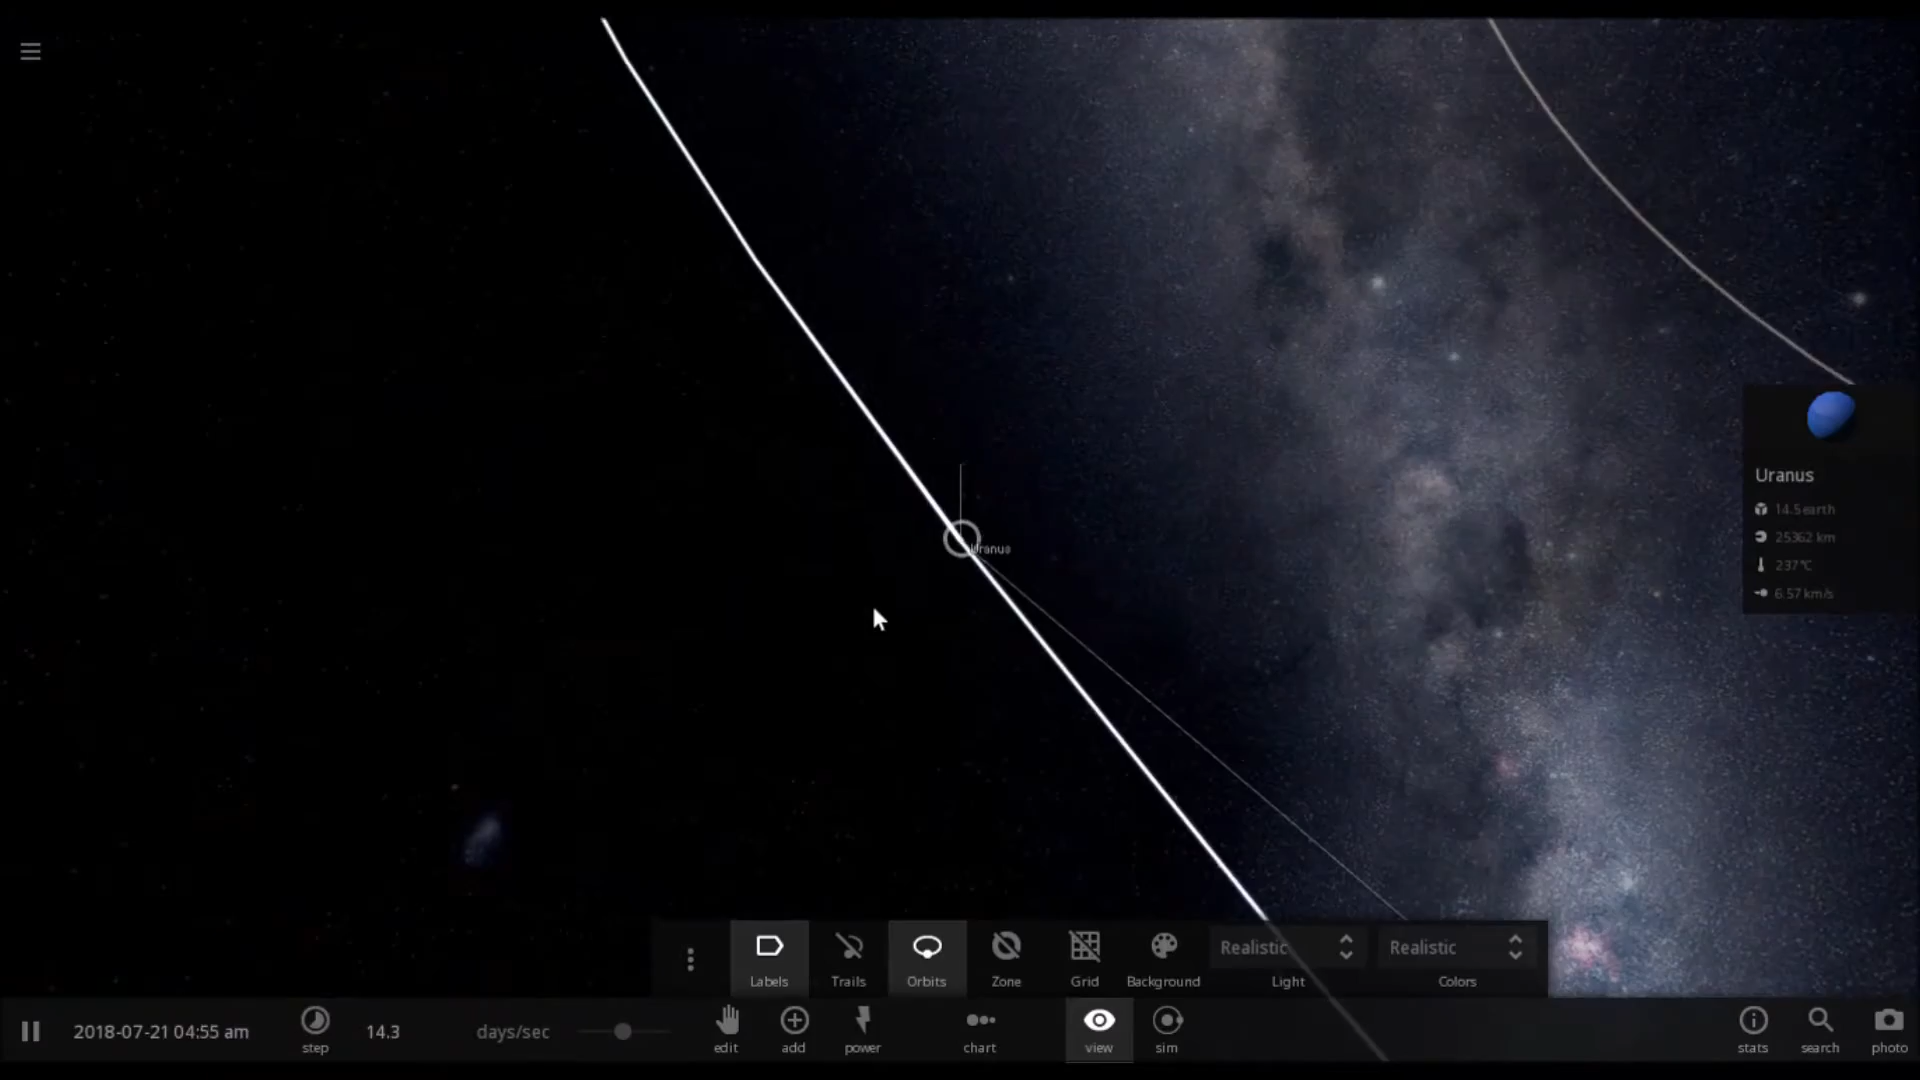 Uranus
Uranus
14.5 earth
25362 km
237°C
6.57 km/s
Realistic
Realistic
Labels
Trails
Orbits
Zone
Grid
Background
Light
Colors
2018-07-21 04:55 am
step
14.3
days/sec
edit
add
power
chart
view
sim
stats
search
photo